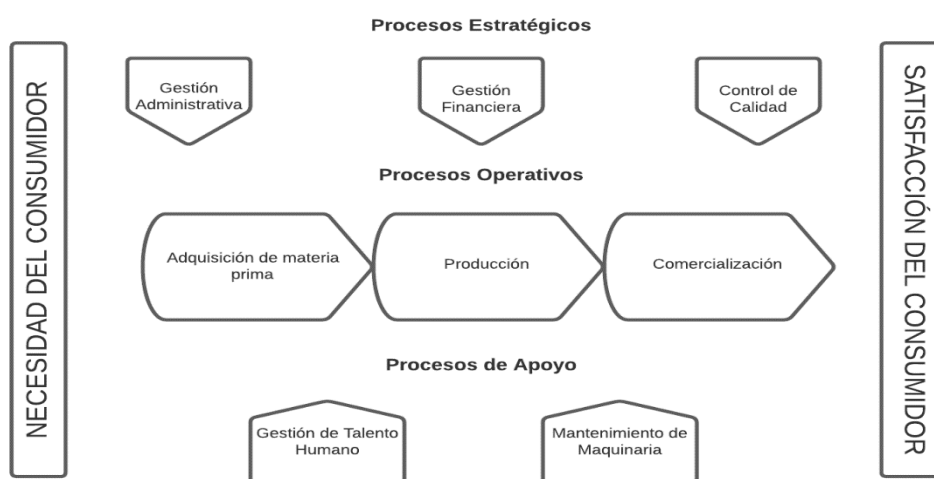 Procesos Estratégicos
NECESIDAD DEL CONSUMIDOR
Gestión
Administrativa
Gestión
Financiera
Control de
Calidad
SATISFACCIÓN DEL CONSUMIDOR
Procesos Operativos
Adquisición de materia
prima
Producción
Comercialización
Procesos de Apoyo
Gestión de Talento
Humano
Mantenimiento de
Maquinaria